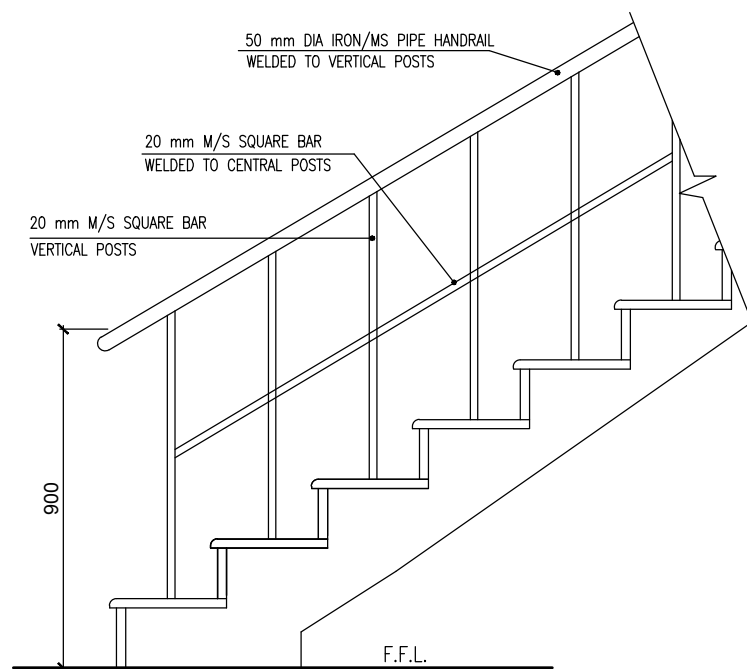 50 mm DIA IRON/MS PIPE HANDRAIL
WELDED TO VERTICAL POSTS
20 mm M/S SQUARE BAR
WELDED TO CENTRAL POSTS
20 mm M/S SQUARE BAR
VERTICAL POSTS
900
F.F.L.